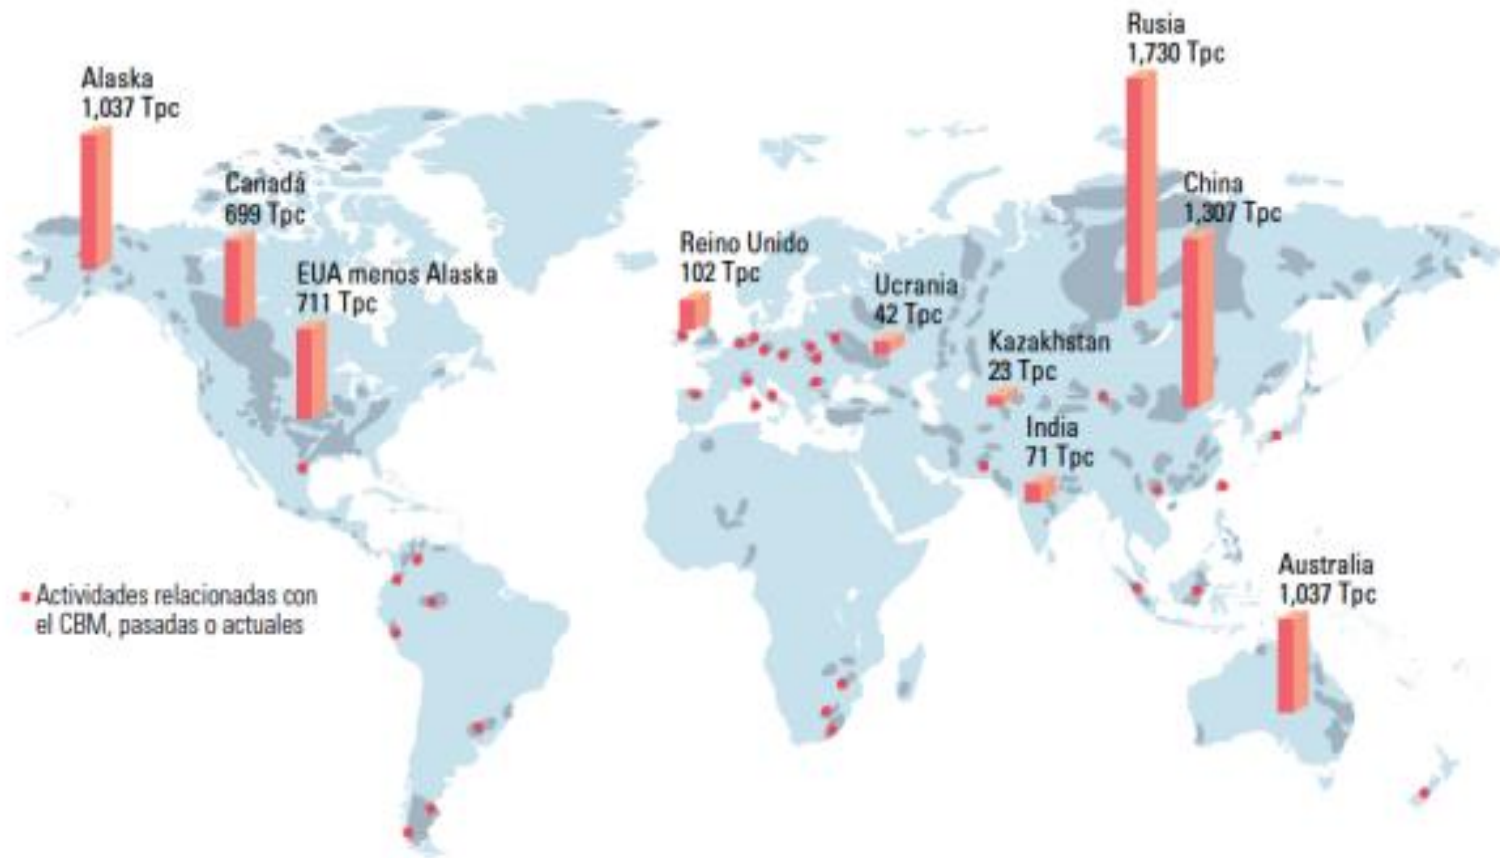 Rusia
1,730 Tpc
Alaska
1,037 Tpc
Canadá
699 Tpc
China
1,307 Tpc
Reino Unido
102 Tpc
EUA menos Alaska
711 Tpc
Ucrania
42 Tpc
Kazakhstan
23 Tpc
India
71 Tpc
Australia
1,037 Tpc
Actividades relacionadas con
el CBM, pasadas o actuales